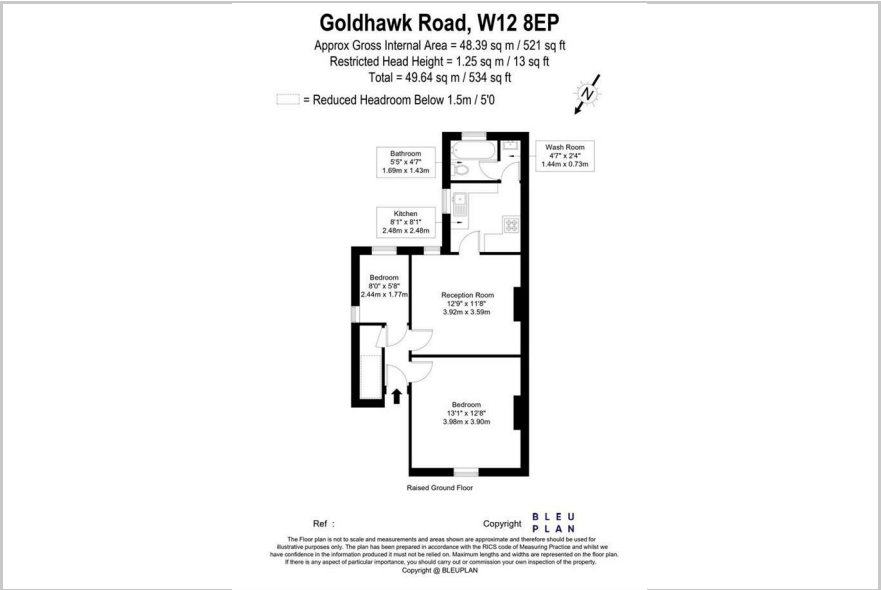 Goldhawk Road, W12 8EP
Approx Gross Internal Area = 48.39 sq m / 521 sq ft
Restricted Head Height = 1.25 sq m / 13 sq ft
Total = 49.64 sq m / 534 sq ft
= Reduced Headroom Below 1.5m / 5'0
N
Bathroom
5'5" x 4'7"
1.69m x 1.43m
Wash Room
4'7" x 2'4"
1.44m x 0.73m
Kitchen
8'1" x 8'1"
2.48m x 2.48m
Bedroom
8'0" x 5'8"
2.44m x 1.77m
Reception Room
12'9" x 11'8"
3.92m x 3.59m
Bedroom
13'1" x 12'8"
3.98m x 3.90m
Raised Ground Floor
Ref :
Copyright
BLEU
PLAN
The Floor plan is not to scale and measurements and areas shown are approximate and therefore should be used for
illustrative purposes only. The plan has been prepared in accordance with the RICS code of Measuring Practice and whilst we
have confidence in the information produced it must not be relied on. Maximum lengths and widths are represented on the floor plan.
If there is any aspect of particular importance, you should carry out or commission your own inspection of the property.
Copyright @ BLEUPLAN